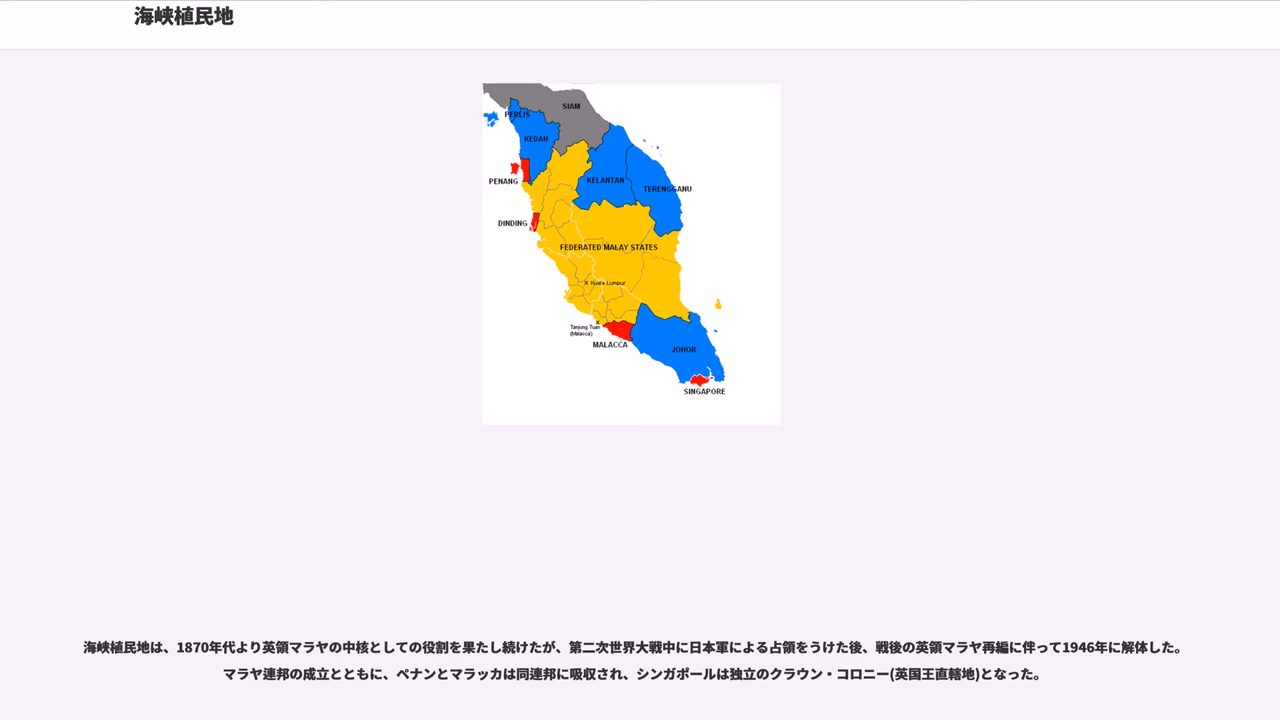 海峡植民地
SIAM
PERLIS
KEDAH
PENANG
KELANTAN
TERENGGANU
DINDING
FEDERATED MALAY STATES
x Kuala Lumpur
x
Tanjung Tuan
(Malacca)
MALACCA
JOHOR
SINGAPORE
海峡植民地は、1870年代より英領マラヤの中核としての役割を果たし続けたが、第二次世界大戦中に日本軍による占領をうけた後、戦後の英領マラヤ再編に伴って1946年に解体した。
マラヤ連邦の成立とともに、ペナンとマラッカは同連邦に吸収され、シンガポールは独立のクラウン・コロニー(英国王直轄地)となった。